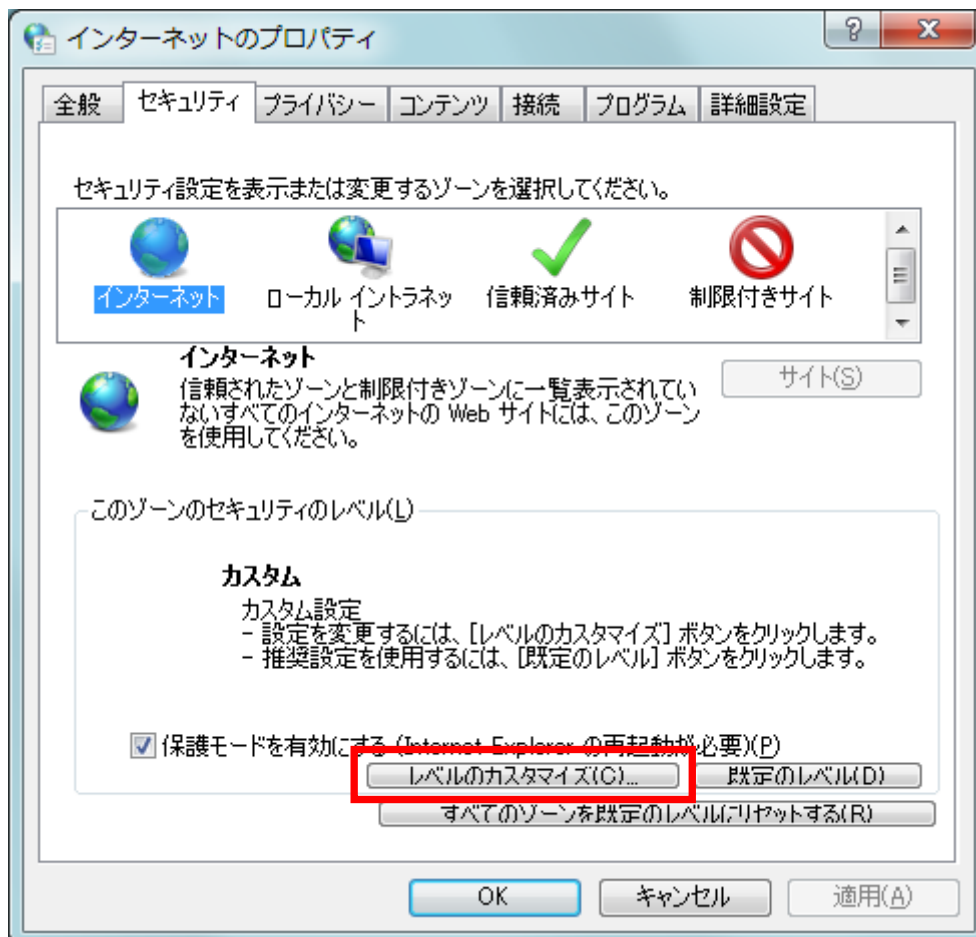 インターネットのプロパティ
全般 セキュリティ プライバシー コンテンツ 接続 プログラム 詳細設定
セキュリティ設定を表示または変更するゾーンを選択してください。
インターネット ローカル イントラネット 信頼済みサイト 制限付きサイト
インターネット
サイト(S)
信頼されたゾーンと制限付きゾーンに一覧表示されてい
ないすべてのインターネットの Web サイトには、このゾーン
を使用してください。
このゾーンのセキュリティのレベル(L)
カスタム
カスタム設定
- 設定を変更するには、[レベルのカスタマイズ] ボタンをクリックします。
- 推奨設定を使用するには、[既定のレベル] ボタンをクリックします。
保護モードを有効にする (Internet Explorer の再起動が必要)(P)
レベルのカスタマイズ(C)... 既定のレベル(D)
すべてのゾーンを既定のレベルにリセットする(R)
OK キャンセル 適用(A)